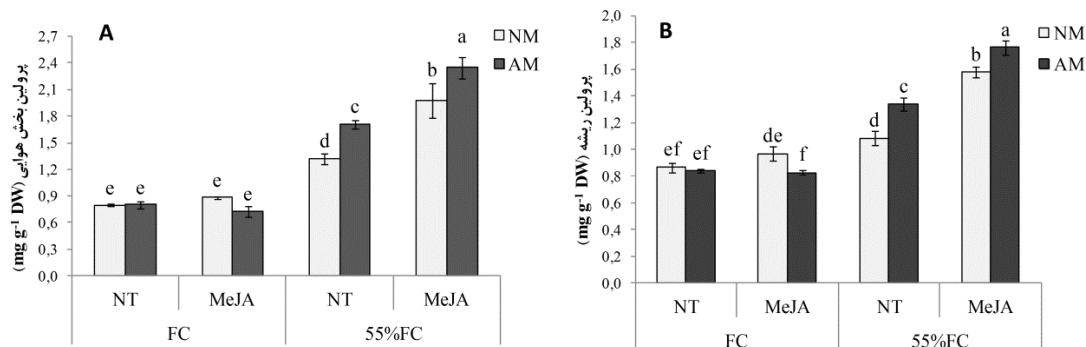 A
NM
AM
پرولین بخش هوایی (mg g⁻¹ DW)
2,7
2,4
2,1
1,8
1,5
1,2
0,9
0,6
0,3
0,0
e e e e d c b a
NT MeJA NT MeJA
FC 55%FC
B
NM
AM
پرولین ریشه (mg g⁻¹ DW)
1,8
1,6
1,4
1,2
1,0
0,8
0,6
0,4
0,2
0,0
ef ef de f d c b a
NT MeJA NT MeJA
FC 55%FC